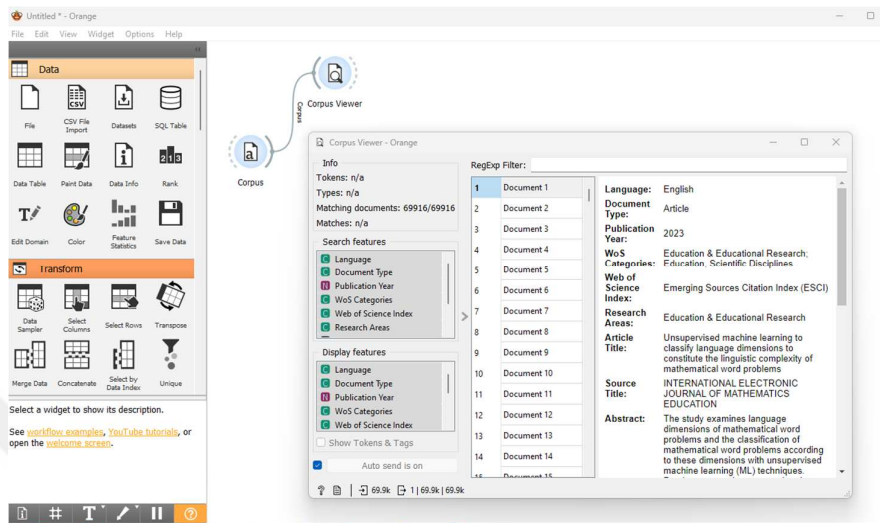 Untitled * - Orange
File Edit View Widget Options Help
Data
File
CSV File
Import
Datasets
SQL Table
Data Table
Paint Data
Data Info
Rank
Edit Domain
Color
Feature
Statistics
Save Data
Transform
Data
Sampler
Select
Columns
Select Rows
Transpose
Merge Data
Concatenate
Select by
Data Index
Unique
Select a widget to show its description.
See workflow examples, YouTube tutorials, or
open the welcome screen.
Corpus
Corpus
Corpus Viewer
Corpus Viewer - Orange
Info
Tokens: n/a
Types: n/a
Matching documents: 69916/69916
Matches: n/a
Search features
C Language
C Document Type
N Publication Year
C WoS Categories
C Web of Science Index
C Research Areas
Display features
C Language
C Document Type
N Publication Year
C WoS Categories
C Web of Science Index
Show Tokens & Tags
Auto send is on
69.9k 1 | 69.9k | 69.9k
RegExp Filter:
1 Document 1
2 Document 2
3 Document 3
4 Document 4
5 Document 5
6 Document 6
7 Document 7
8 Document 8
9 Document 9
10 Document 10
11 Document 11
12 Document 12
13 Document 13
14 Document 14
15 Document 15
Language: English
Document
Type: Article
Publication
Year: 2023
WoS Education & Educational Research;
Categories: Education, Scientific Disciplines
Web of
Science Emerging Sources Citation Index (ESCI)
Index:
Research
Areas: Education & Educational Research
Article Unsupervised machine learning to
Title: classify language dimensions to
constitute the linguistic complexity of
mathematical word problems
Source INTERNATIONAL ELECTRONIC
Title: JOURNAL OF MATHEMATICS
EDUCATION
Abstract: The study examines language
dimensions of mathematical word
problems and the classification of
mathematical word problems according
to these dimensions with unsupervised
machine learning (ML) techniques.